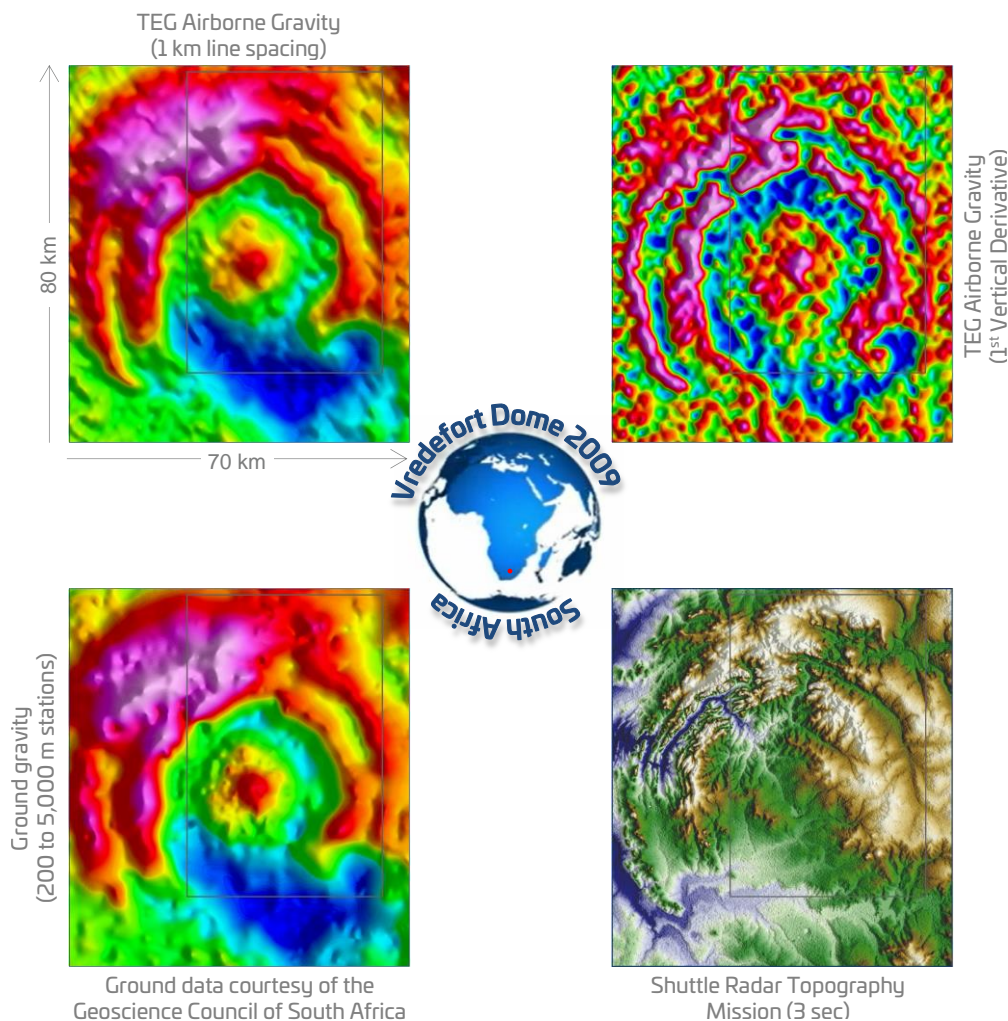 TEG Airborne Gravity
(1 km line spacing)
80 km
70 km
TEG Airborne Gravity
(1st Vertical Derivative)
Vredefort Dome 2009
South Africa
Ground gravity
(200 to 5,000 m stations)
Ground data courtesy of the
Geoscience Council of South Africa
Shuttle Radar Topography
Mission (3 sec)